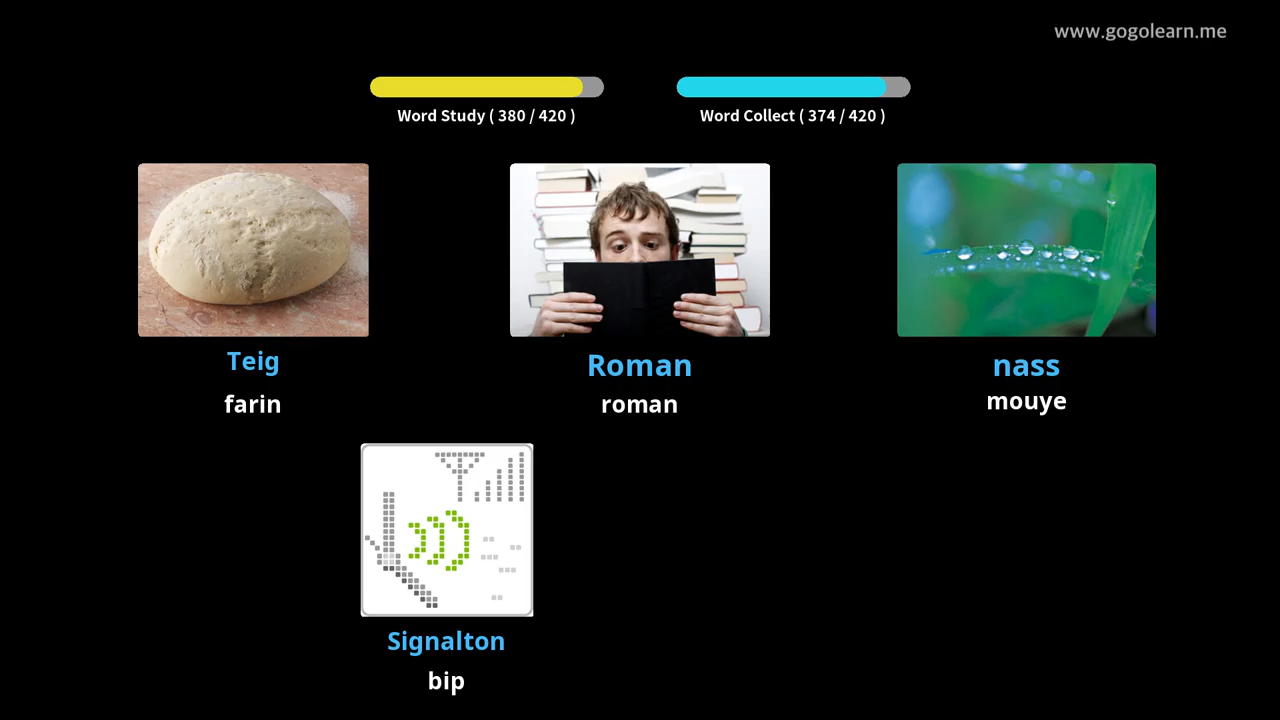 www.gogolearn.me
Word Study ( 380 / 420 )
Word Collect ( 374 / 420 )
Teig
farin
Roman
roman
nass
mouye
Signalton
bip